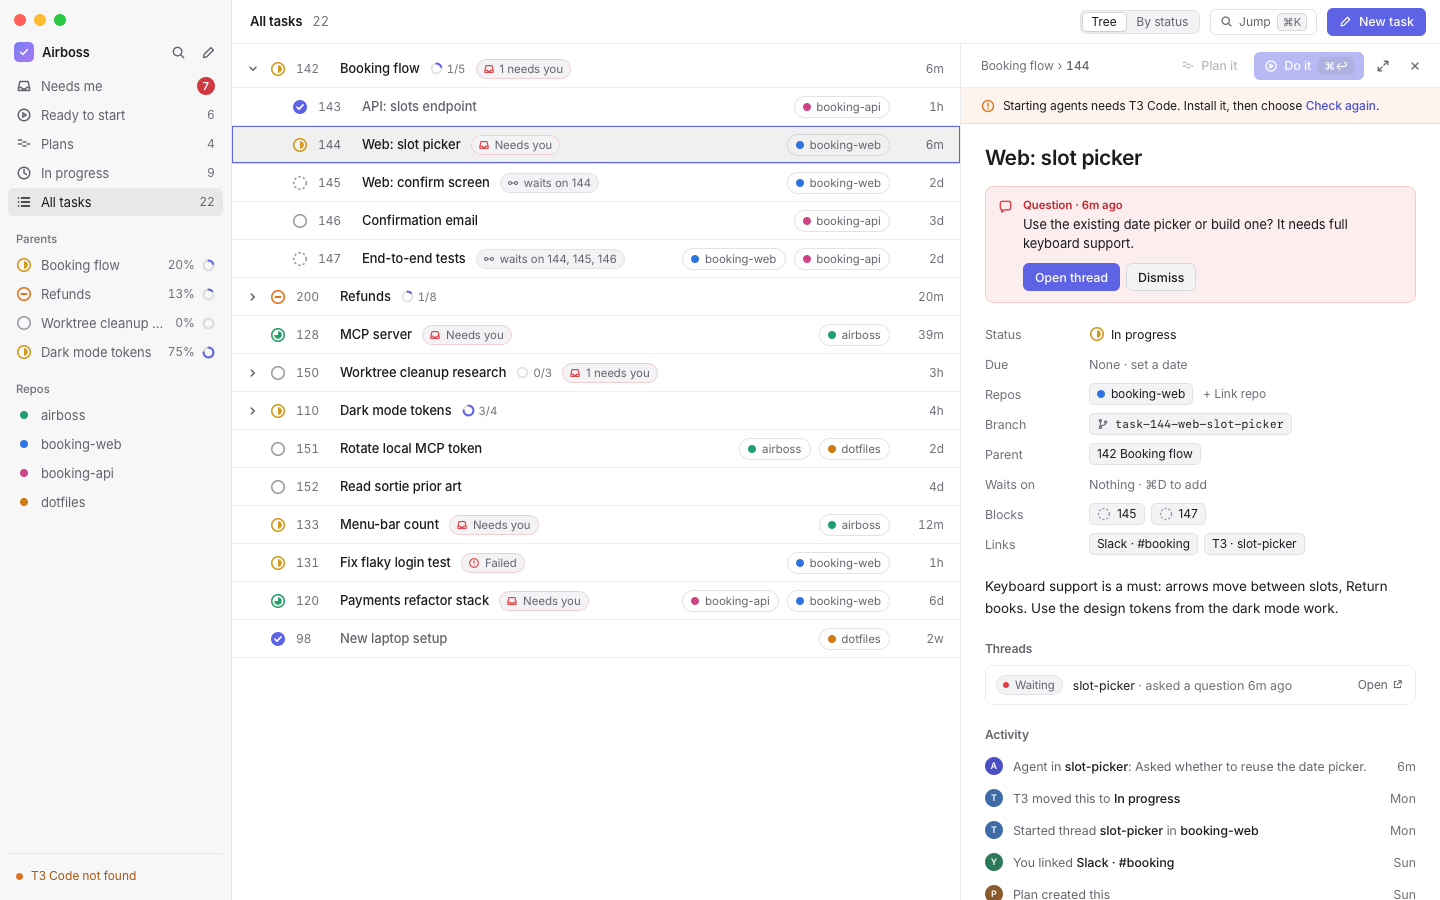 Airboss
Needs me 7
Ready to start 6
Plans 4
In progress 9
All tasks 22
Parents
Booking flow 20%
Refunds 13%
Worktree cleanup ... 0%
Dark mode tokens 75%
Repos
airboss
booking-web
booking-api
dotfiles
T3 Code not found
All tasks 22
Tree By status Jump ⌘K New task
142 Booking flow 1/5 1 needs you 6m
143 API: slots endpoint booking-api 1h
144 Web: slot picker Needs you booking-web 6m
145 Web: confirm screen waits on 144 booking-web 2d
146 Confirmation email booking-api 3d
147 End-to-end tests waits on 144, 145, 146 booking-web booking-api 2d
200 Refunds 1/8 20m
128 MCP server Needs you airboss 39m
150 Worktree cleanup research 0/3 1 needs you 3h
110 Dark mode tokens 3/4 4h
151 Rotate local MCP token airboss dotfiles 2d
152 Read sortie prior art 4d
133 Menu-bar count Needs you airboss 12m
131 Fix flaky login test Failed booking-web 1h
120 Payments refactor stack Needs you booking-api booking-web 6d
98 New laptop setup dotfiles 2w
Booking flow › 144 Plan it Do it ⌘↩
Starting agents needs T3 Code. Install it, then choose Check again.
Web: slot picker
Question · 6m ago
Use the existing date picker or build one? It needs full
keyboard support.
Open thread Dismiss
Status In progress
Due None · set a date
Repos booking-web + Link repo
Branch task-144-web-slot-picker
Parent 142 Booking flow
Waits on Nothing · ⌘D to add
Blocks 145 147
Links Slack · #booking T3 · slot-picker
Keyboard support is a must: arrows move between slots, Return
books. Use the design tokens from the dark mode work.
Threads
Waiting slot-picker · asked a question 6m ago Open
Activity
A Agent in slot-picker: Asked whether to reuse the date picker. 6m
T T3 moved this to In progress Mon
T Started thread slot-picker in booking-web Mon
Y You linked Slack · #booking Sun
P Plan created this Sun